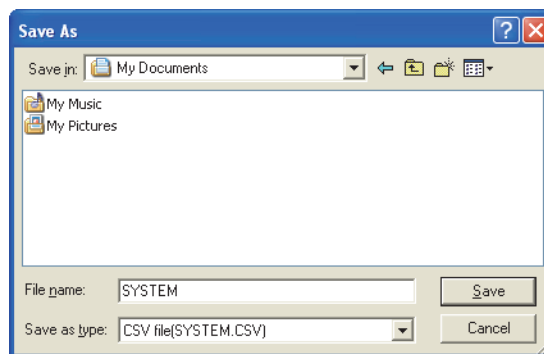 Save As
Save in: My Documents
My Music
My Pictures
File name: SYSTEM Save
Save as type: CSV file(SYSTEM.CSV) Cancel